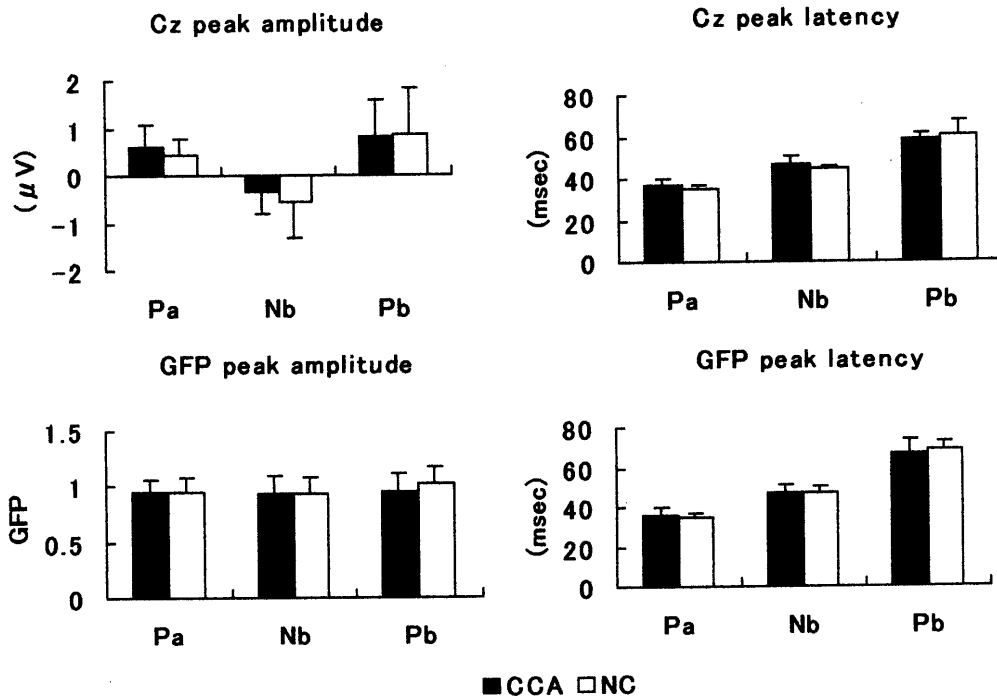 Cz peak amplitude
2
1
0
−1
−2
(μV)
Pa Nb Pb
Cz peak latency
80
60
40
20
0
(msec)
Pa Nb Pb
GFP peak amplitude
1.5
1
0.5
0
GFP
Pa Nb Pb
GFP peak latency
80
60
40
20
0
(msec)
Pa Nb Pb
■CCA □NC